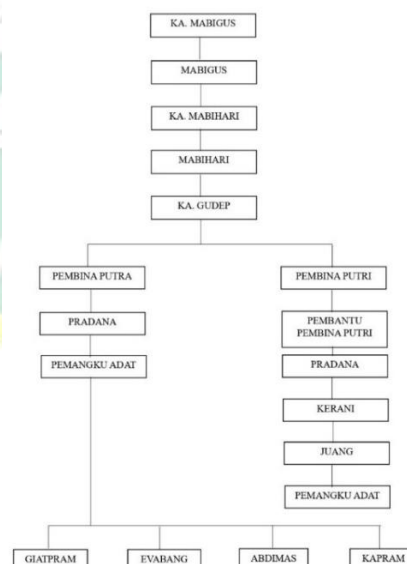 KA. MABIGUS
MABIGUS
KA. MABIHARI
MABIHARI
KA. GUDEP
PEMBINA PUTRA
PRADANA
PEMANGKU ADAT
PEMBINA PUTRI
PEMBANTU
PEMBINA PUTRI
PRADANA
KERANI
JUANG
PEMANGKU ADAT
GIATPRAM
EVABANG
ABDIMAS
KAPRAM